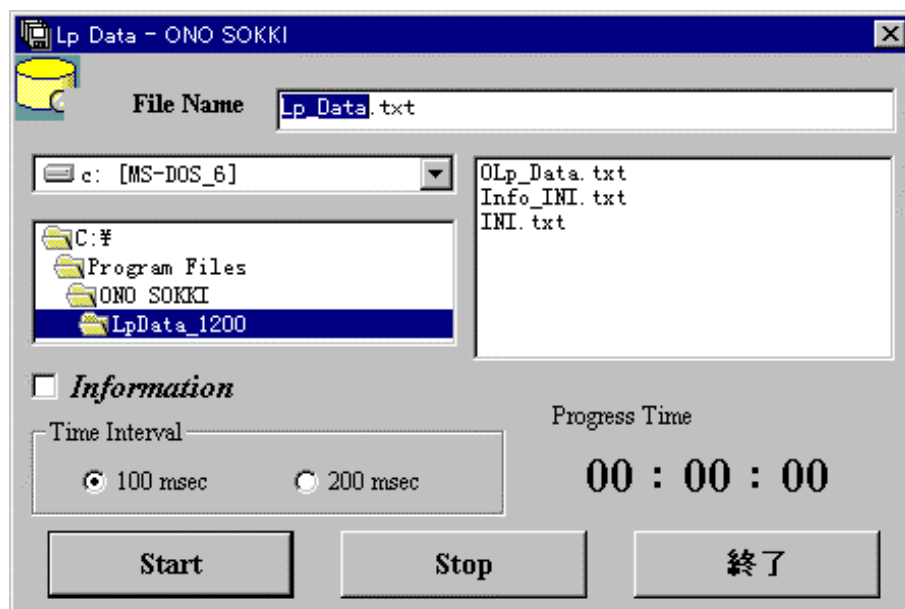 Lp Data - ONO SOKKI
File Name
Lp_Data.txt
c: [MS-DOS_6]
OLp_Data.txt
Info_INI.txt
INI.txt
C:¥
Program Files
ONO SOKKI
LpData_1200
Information
Time Interval
100 msec
200 msec
Progress Time
00 : 00 : 00
Start
Stop
終了